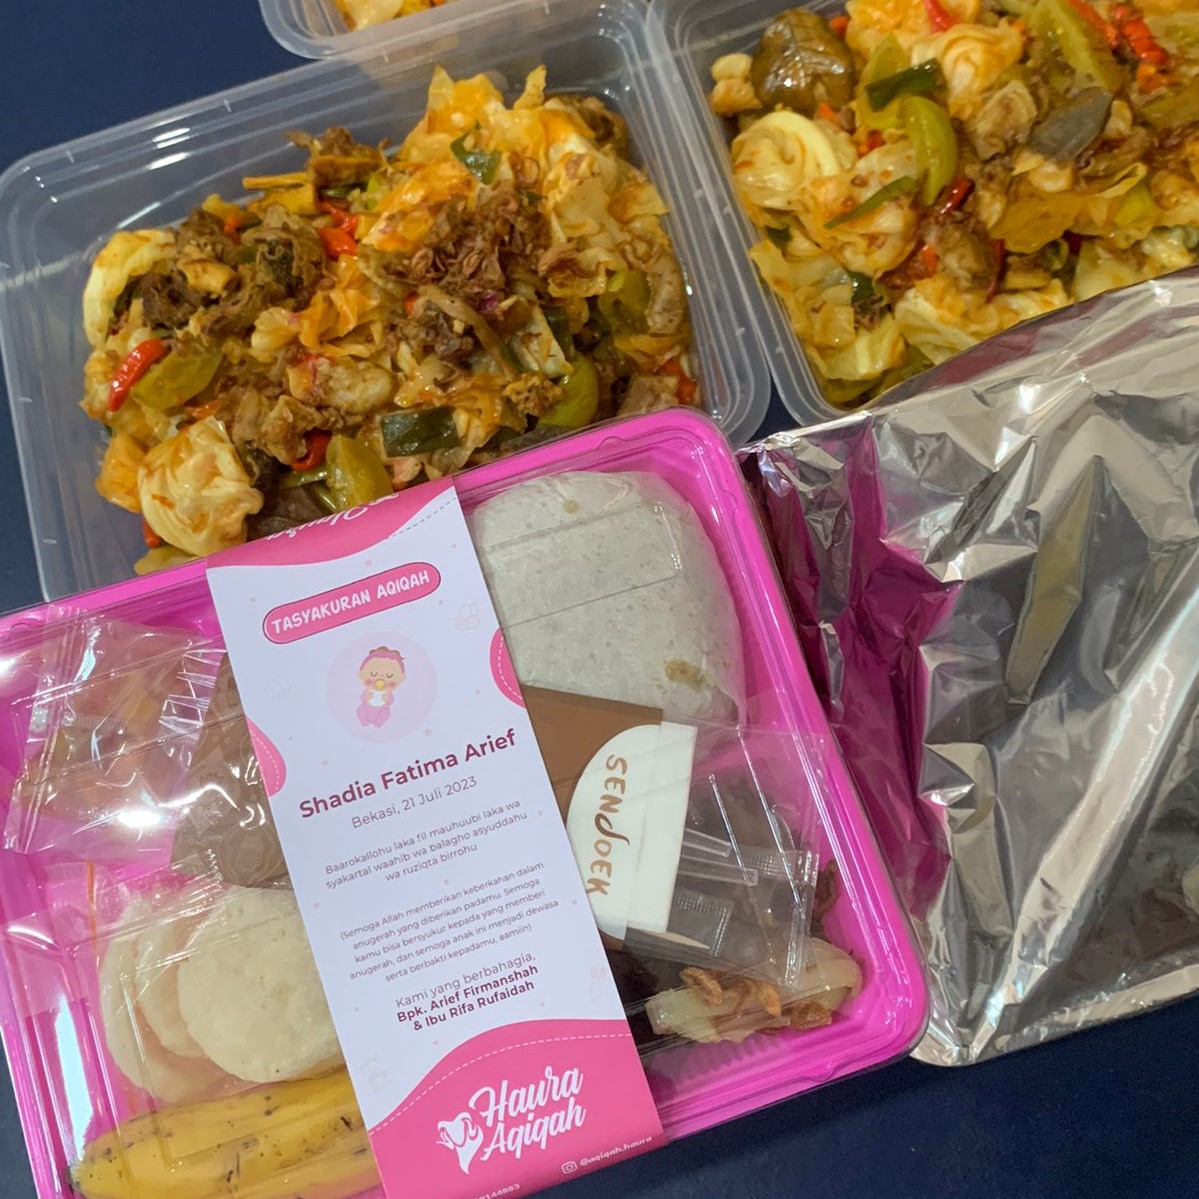 TASYAKURAN AQIQAH
Shadia Fatima Arief
Bekasi, 21 Juli 2023
Baarokallohu laka fil mauhuubi laka wa
syakartal waahib wa balagho asyuddahu
wa ruziqta birrohu
(Semoga Allah memberikan keberkahan dalam
anugerah yang diberikan padamu. Semoga
kamu bisa bersyukur kepada yang memberi
anugerah, dan semoga anak ini menjadi dewasa
serta berbakti kepadamu, aamiin)
Kami yang berbahagia,
Bpk. Arief Firmanshah
& Ibu Rifa Rufaidah
Haura
Aqiqah
@aqiqah.haura
SENDOEK